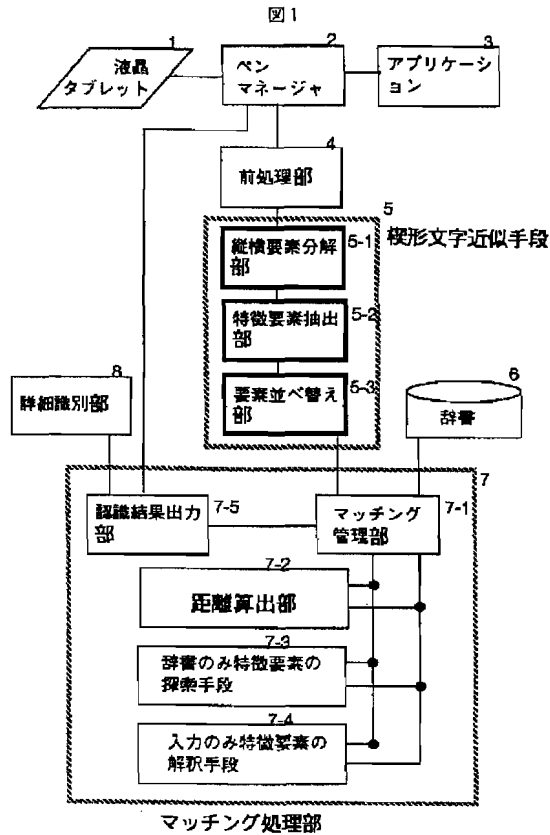 図1
1
液晶
タブレット
2
ペン
マネージャ
3
アプリケーシ
ョン
4
前処理部
5
楔形文字近似手段
縦横要素分解
部
5-1
特徴要素抽出
部
5-2
要素並べ替え
部
5-3
8
詳細識別部
6
辞書
7
認識結果出力
部
7-5
マッチング
管理部
7-1
7-2
距離算出部
7-3
辞書のみ特徴要素の
探索手段
7-4
入力のみ特徴要素の
解釈手段
マッチング処理部